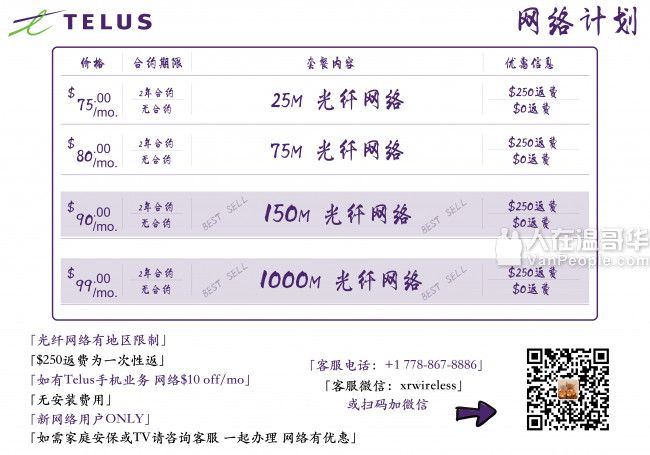 TELUS
网络计划
价格 合约期限 套餐内容 优惠信息
$75.00/mo. 2年合约 25M 光纤网络 $250返费
无合约 $0返费
$80.00/mo. 2年合约 75M 光纤网络 $250返费
无合约 $0返费
$90.00/mo. 2年合约 BEST SELL 150M 光纤网络 BEST SELL $250返费
无合约 $0返费
$99.00/mo. 2年合约 BEST SELL 1000M 光纤网络 BEST SELL $250返费
无合约 $0返费
人在温哥华
VanPeople.com
「光纤网络有地区限制」
「$250返费为一次性返」
「如有Telus手机业务 网络$10 off/mo」
「无安装费用」
「新网络用户ONLY」
「如需家庭安保或TV请咨询客服 一起办理 网络有优惠」
「客服电话：+1 778-867-8886」
「客服微信：xrwireless」
或扫码加微信